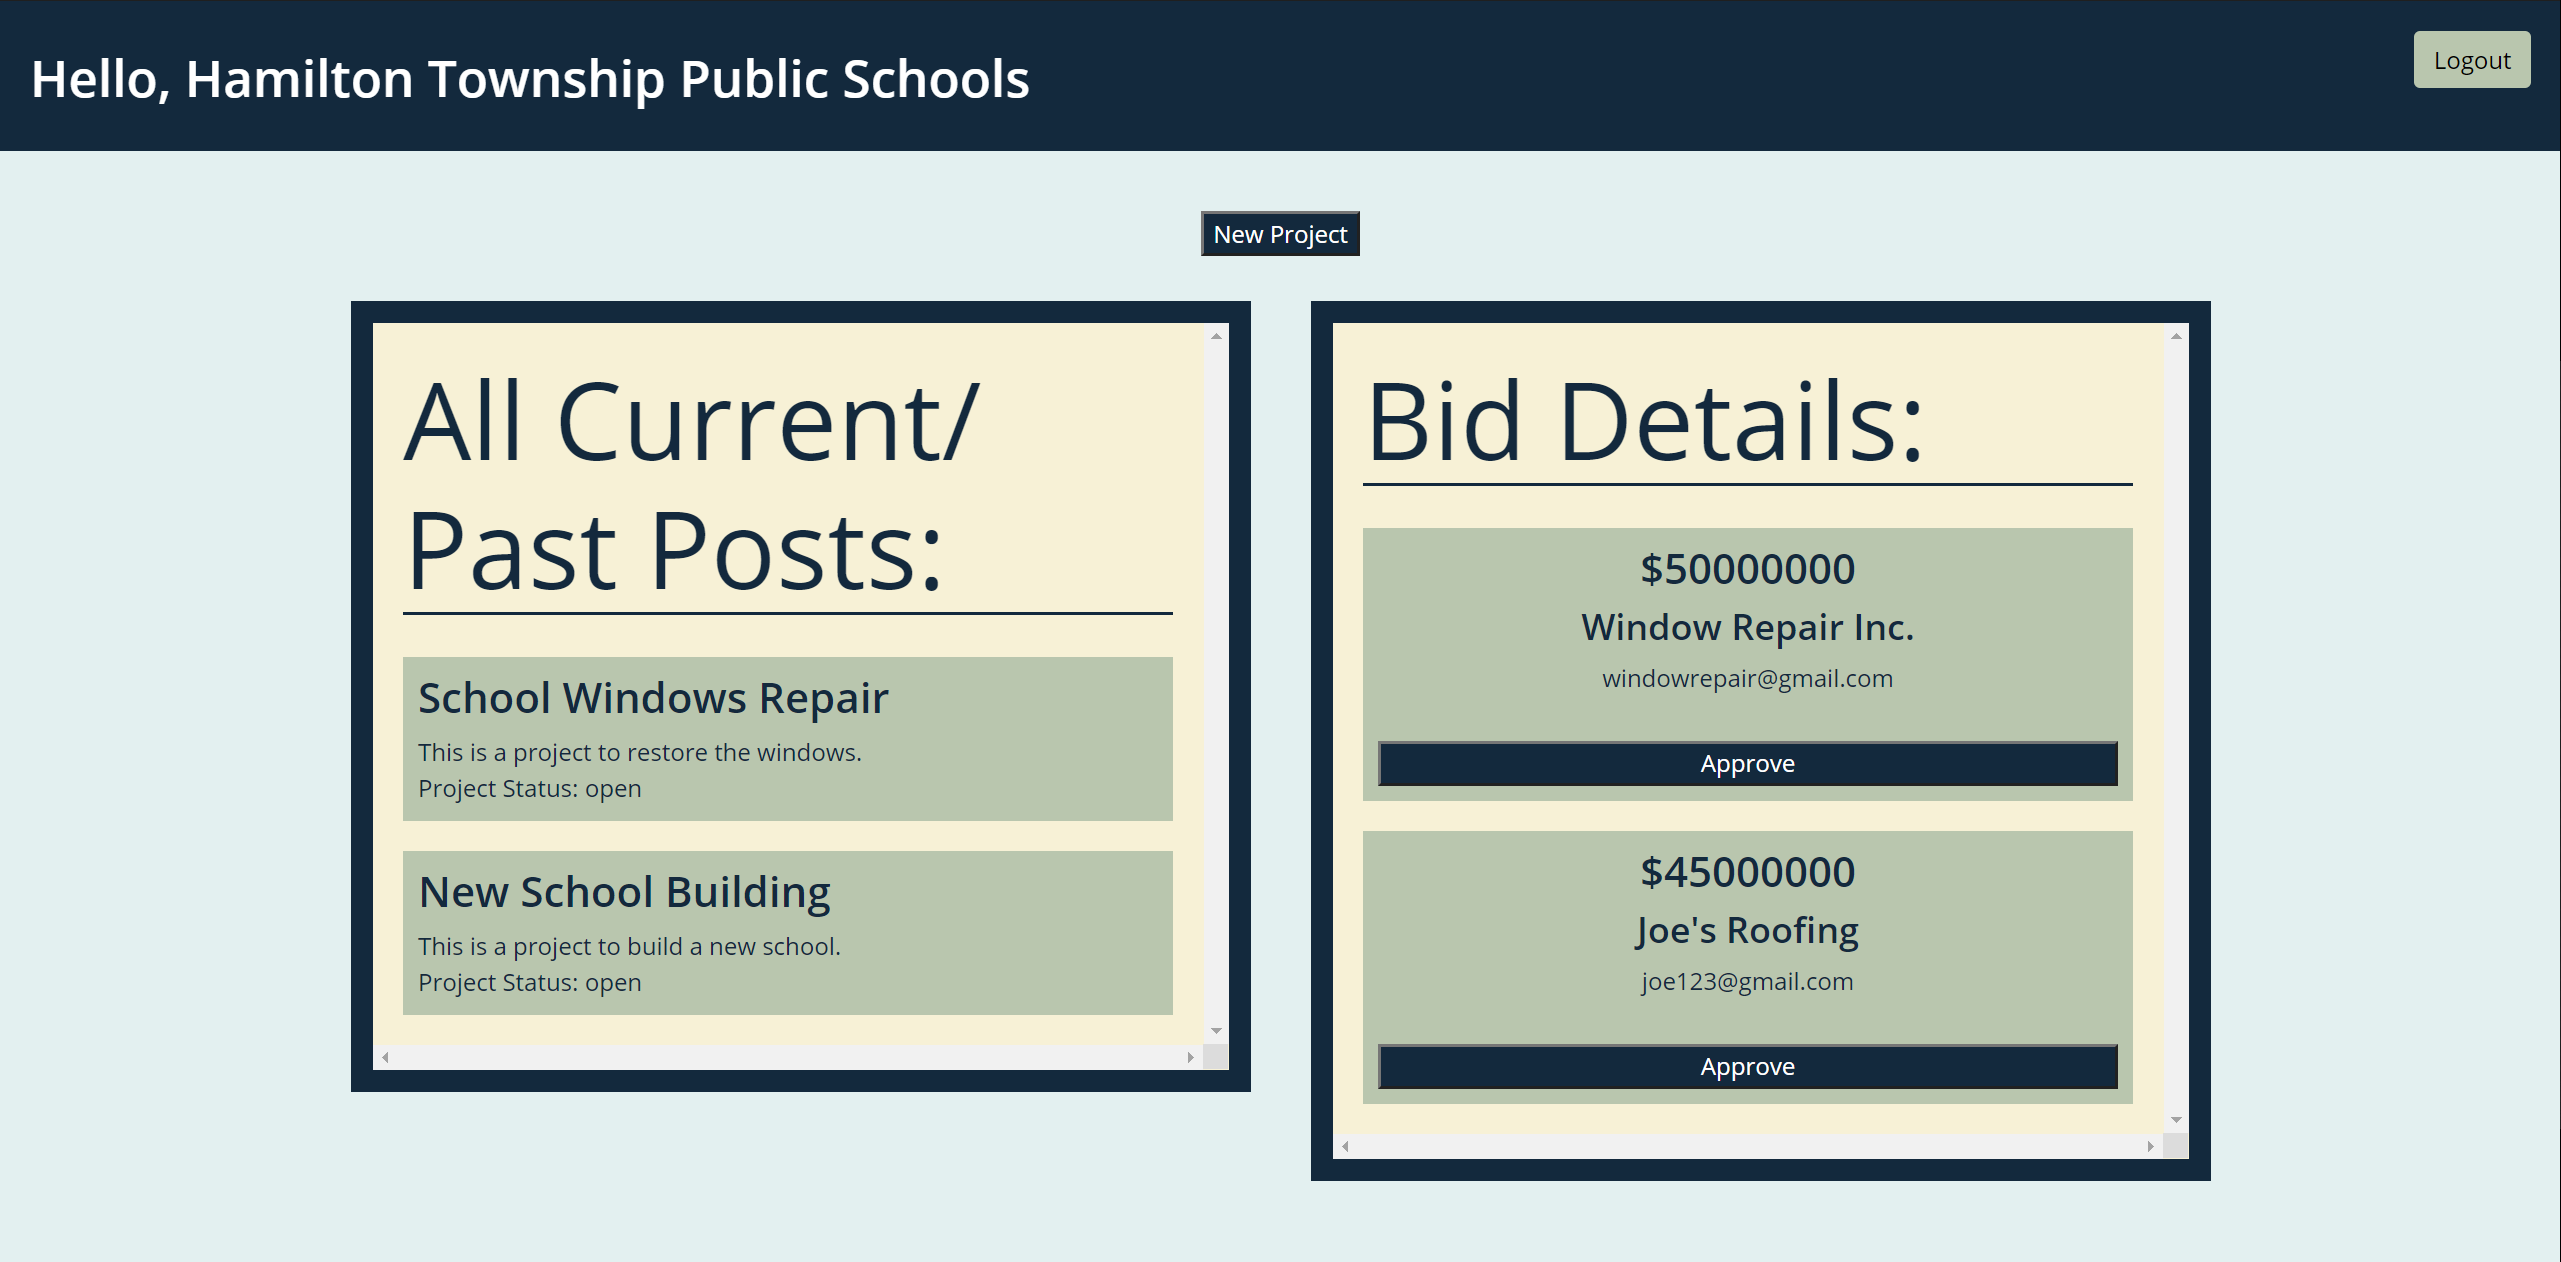 Hello, Hamilton Township Public Schools
Logout
New Project
All Current/
Past Posts:
School Windows Repair
This is a project to restore the windows.
Project Status: open
New School Building
This is a project to build a new school.
Project Status: open
Bid Details:
$50000000
Window Repair Inc.
windowrepair@gmail.com
Approve
$45000000
Joe's Roofing
joe123@gmail.com
Approve